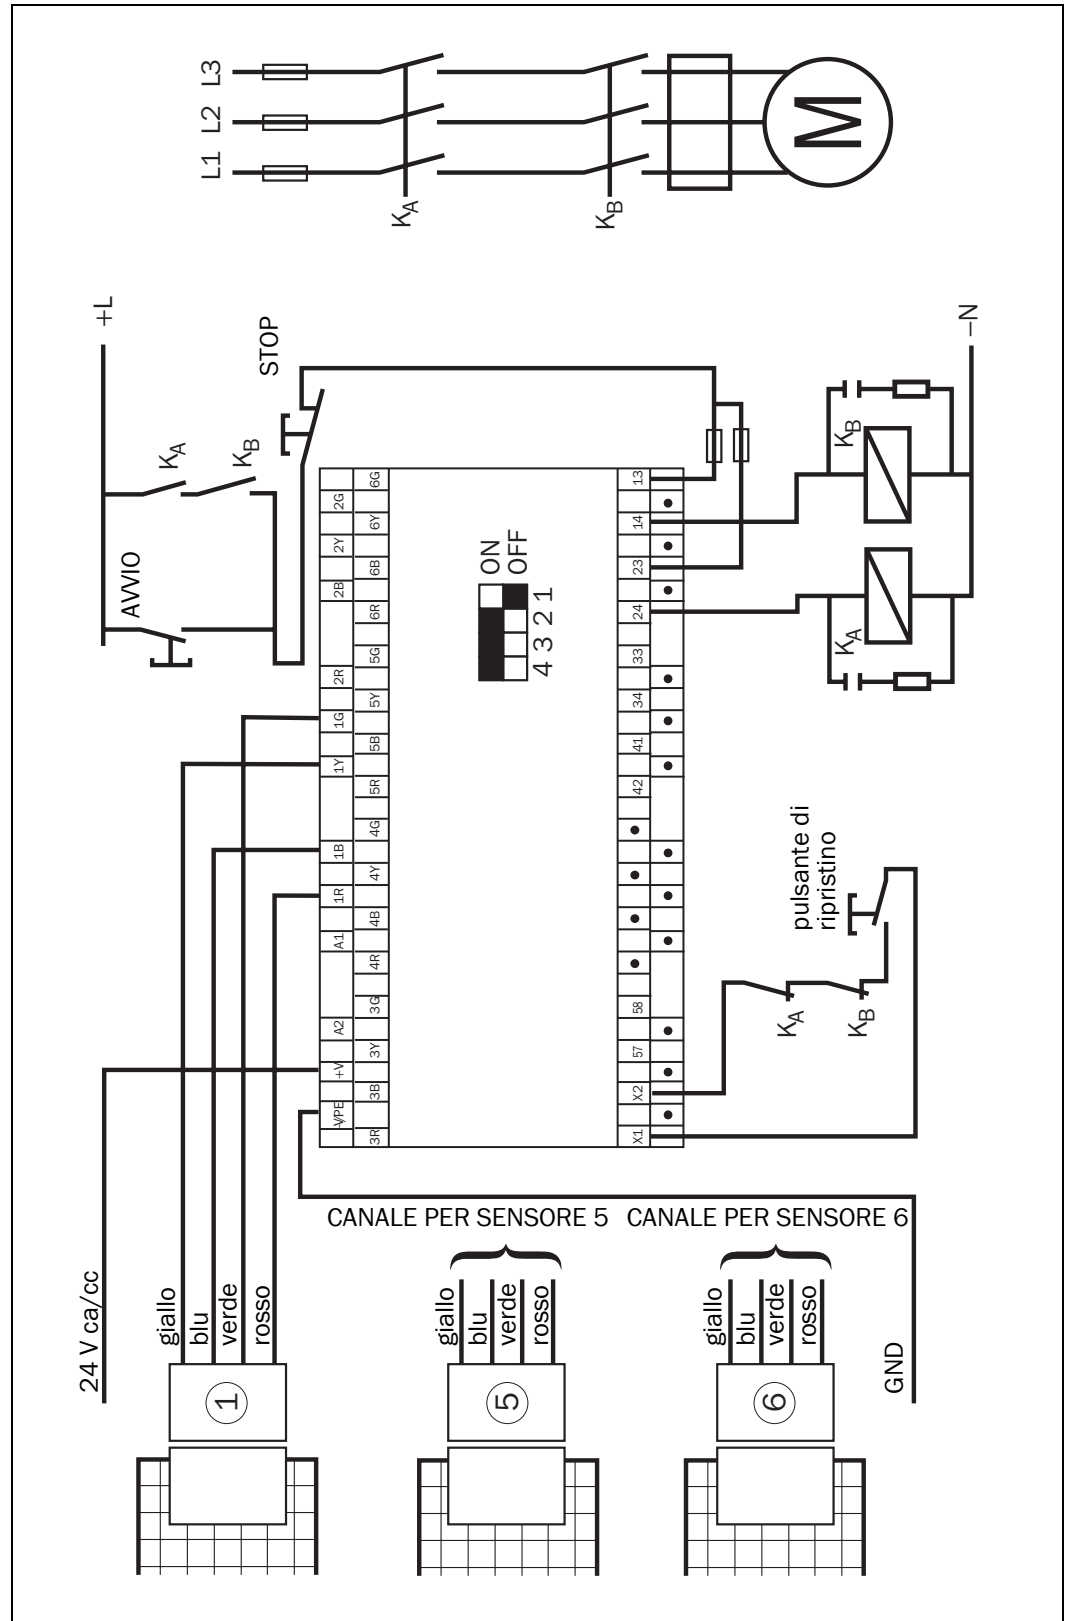 L3
L2
L1
KA
KB
M
+L
–N
STOP
KA
KB
AVVIO
KB
KA
ON
OFF
4 3 2 1
6G
2G
6Y
2Y
6B
2B
6R
5G
2R
5Y
1G
5B
1Y
5R
4G
1B
4Y
1R
4B
A1
4R
3G
A2
3Y
+V
3B
-V PE
3R
13
14
23
24
33
34
41
42
58
57
X2
X1
pulsante di
ripristino
KA
KB
CANALE PER SENSORE 5
CANALE PER SENSORE 6
24 V ca/cc
giallo
blu
verde
rosso
giallo
blu
verde
rosso
giallo
blu
verde
rosso
GND
1
5
6